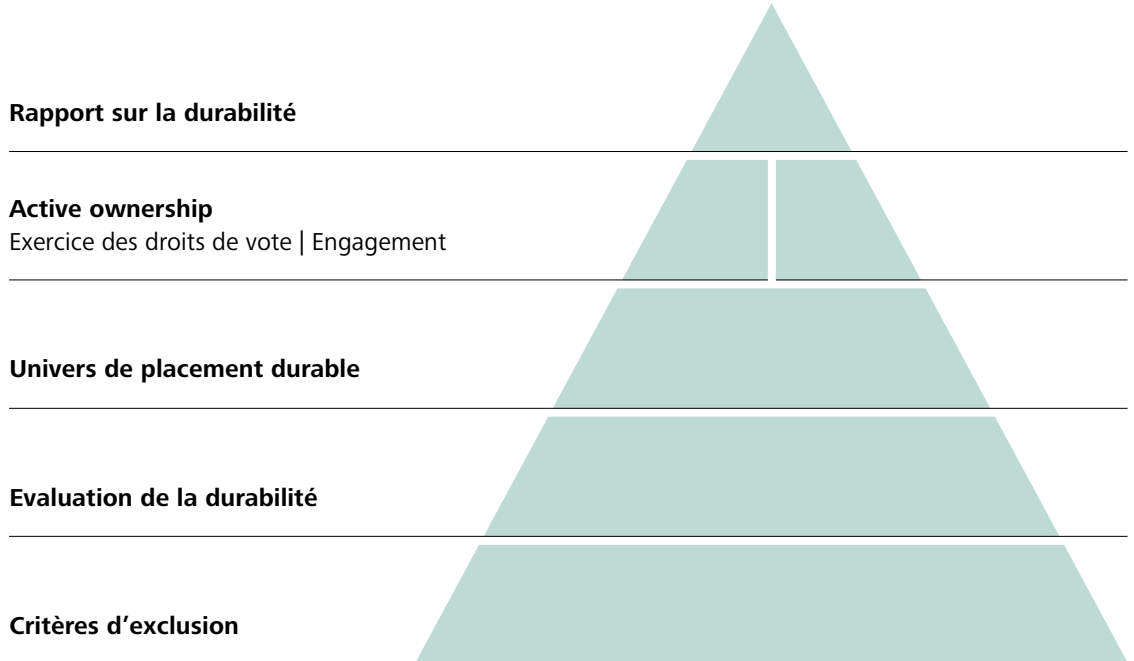 Rapport sur la durabilité
Active ownership
Exercice des droits de vote | Engagement
Univers de placement durable
Evaluation de la durabilité
Critères d’exclusion